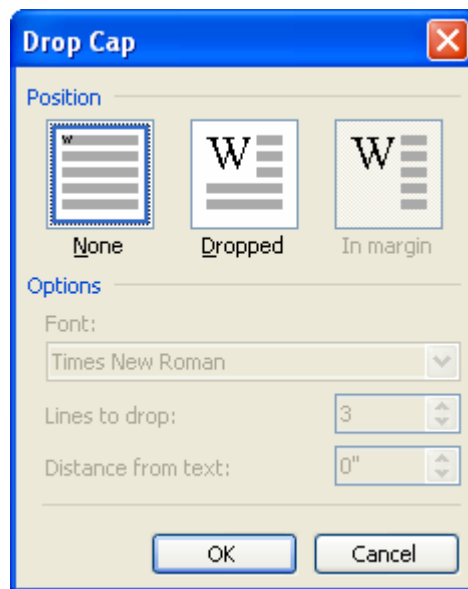 Drop Cap
Position
w
W
W
None
Dropped
In margin
Options
Font:
Times New Roman
Lines to drop:
3
Distance from text:
0"
OK
Cancel